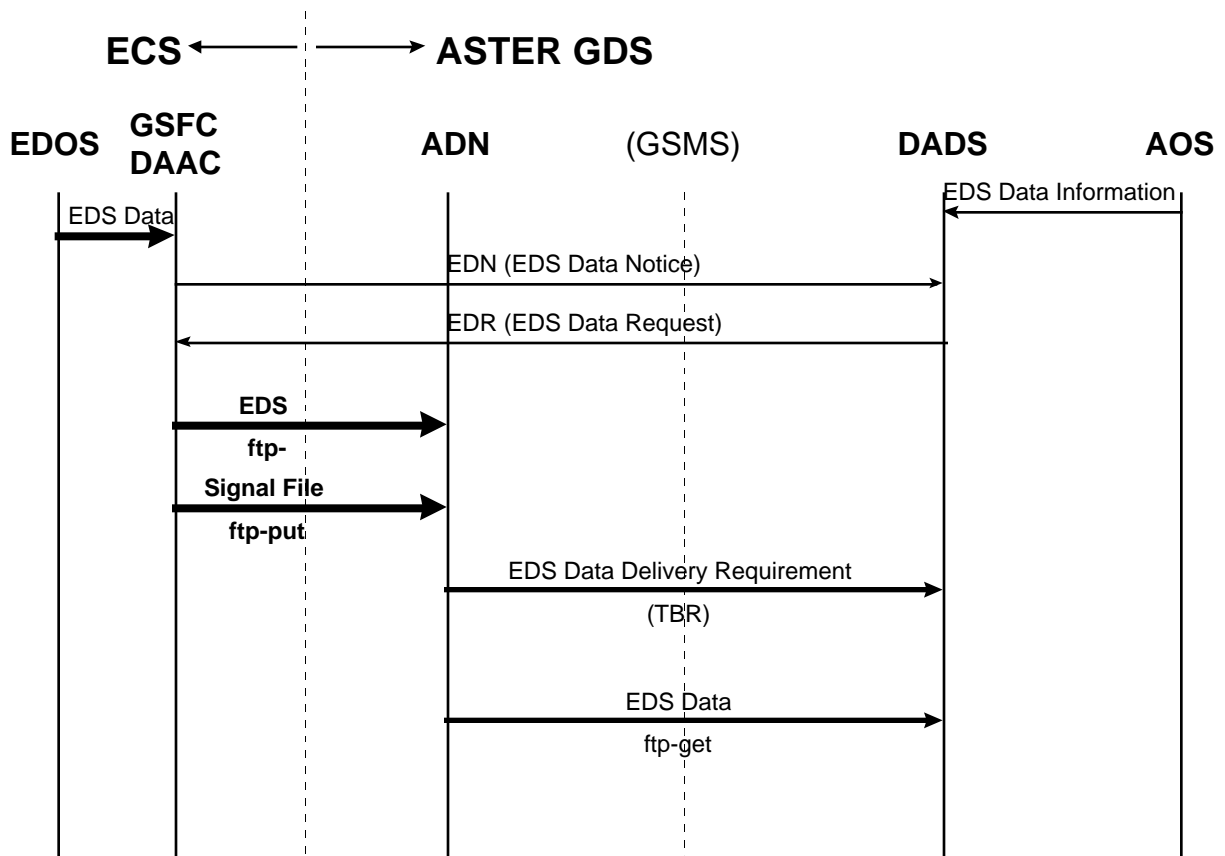 ECS ASTER GDS
EDOS GSFC DAAC ADN (GSMS) DADS AOS
EDS Data Information
EDS Data
EDN (EDS Data Notice)
EDR (EDS Data Request)
EDS
ftp-
Signal File
ftp-put
EDS Data Delivery Requirement
(TBR)
EDS Data
ftp-get